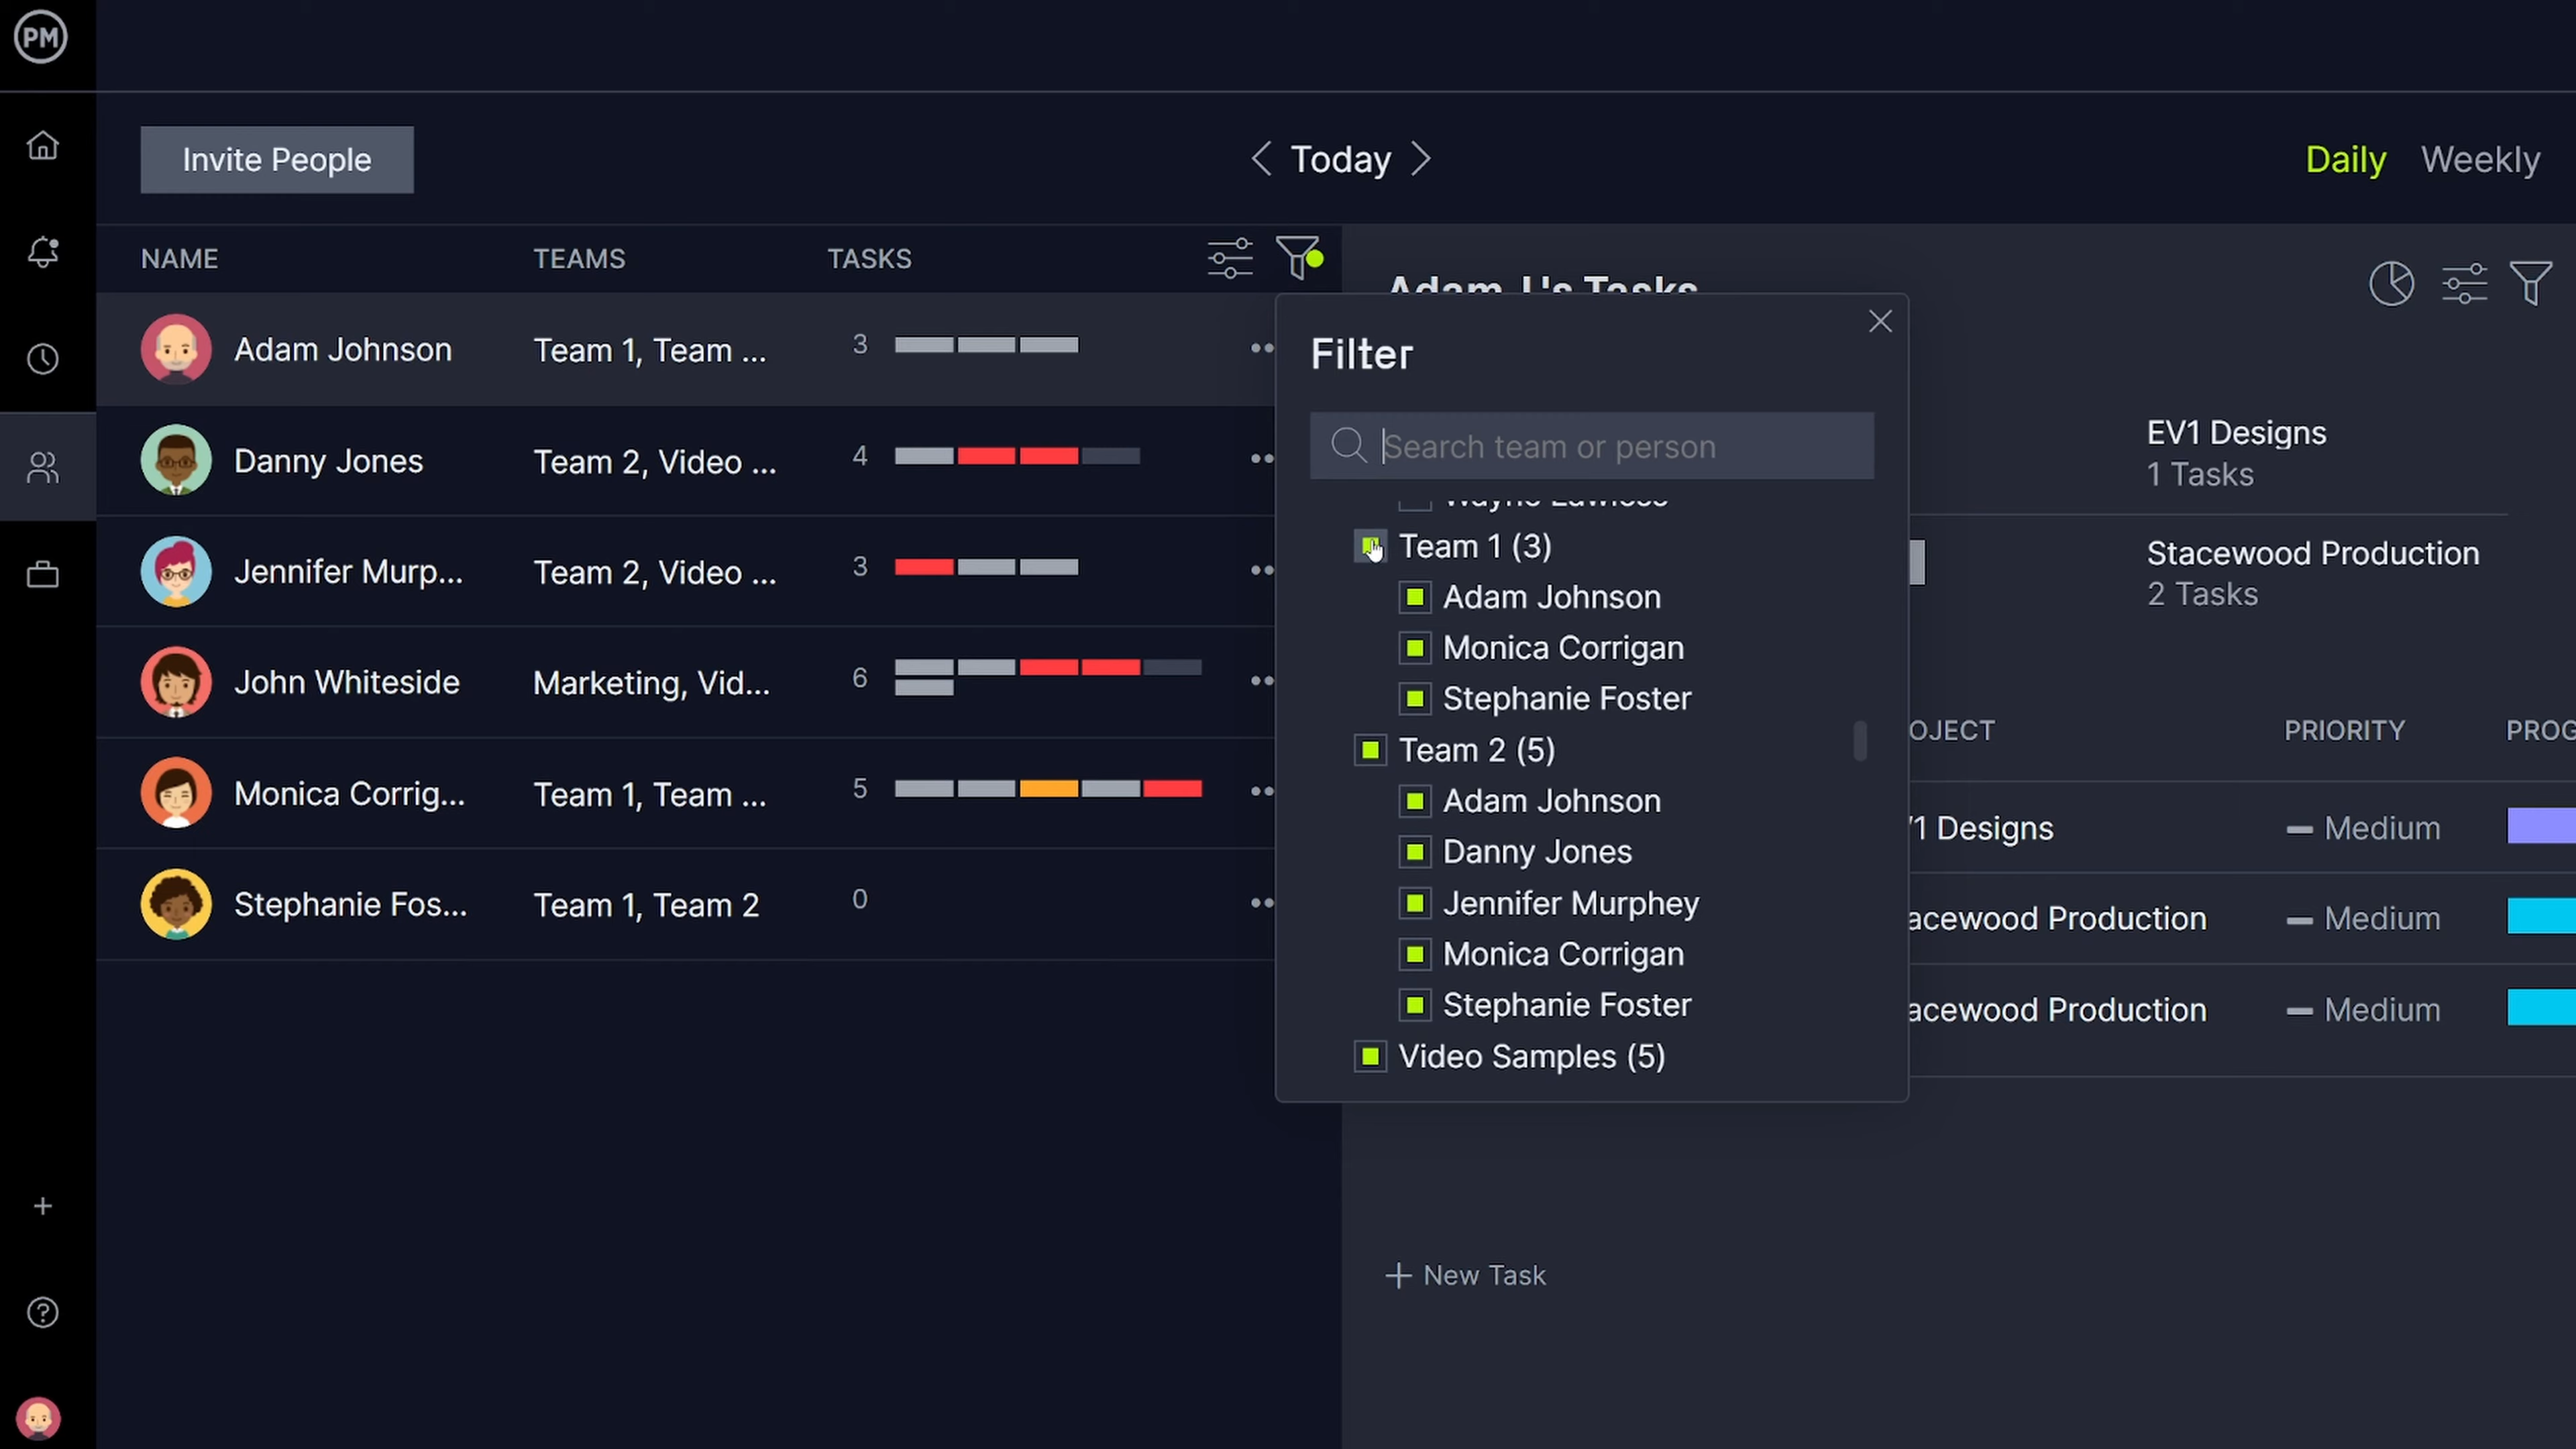 PM
Invite People
Today
Daily Weekly
NAME TEAMS TASKS
Adam Johnson Team 1, Team ... 3
Danny Jones Team 2, Video ... 4
Jennifer Murp... Team 2, Video ... 3
John Whiteside Marketing, Vid... 6
Monica Corrig... Team 1, Team ... 5
Stephanie Fos... Team 1, Team 2 0
Adam J's Tasks
Filter
Search team or person
Wayne Lawless
Team 1 (3)
Adam Johnson
Monica Corrigan
Stephanie Foster
Team 2 (5)
Adam Johnson
Danny Jones
Jennifer Murphey
Monica Corrigan
Stephanie Foster
Video Samples (5)
EV1 Designs
1 Tasks
Stacewood Production
2 Tasks
OJECT PRIORITY PROG
1 Designs Medium
acewood Production Medium
acewood Production Medium
+ New Task